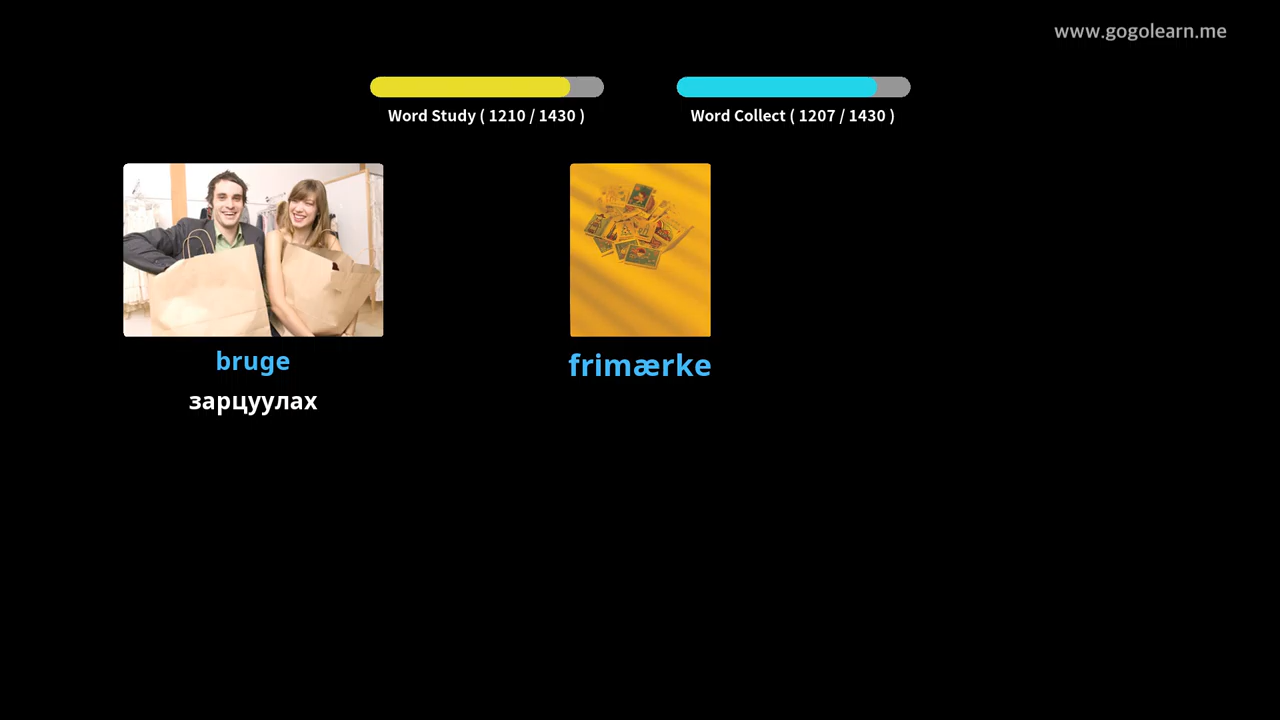 www.gogolearn.me
Word Study ( 1210 / 1430 )
Word Collect ( 1207 / 1430 )
bruge
зарцуулах
frimærke